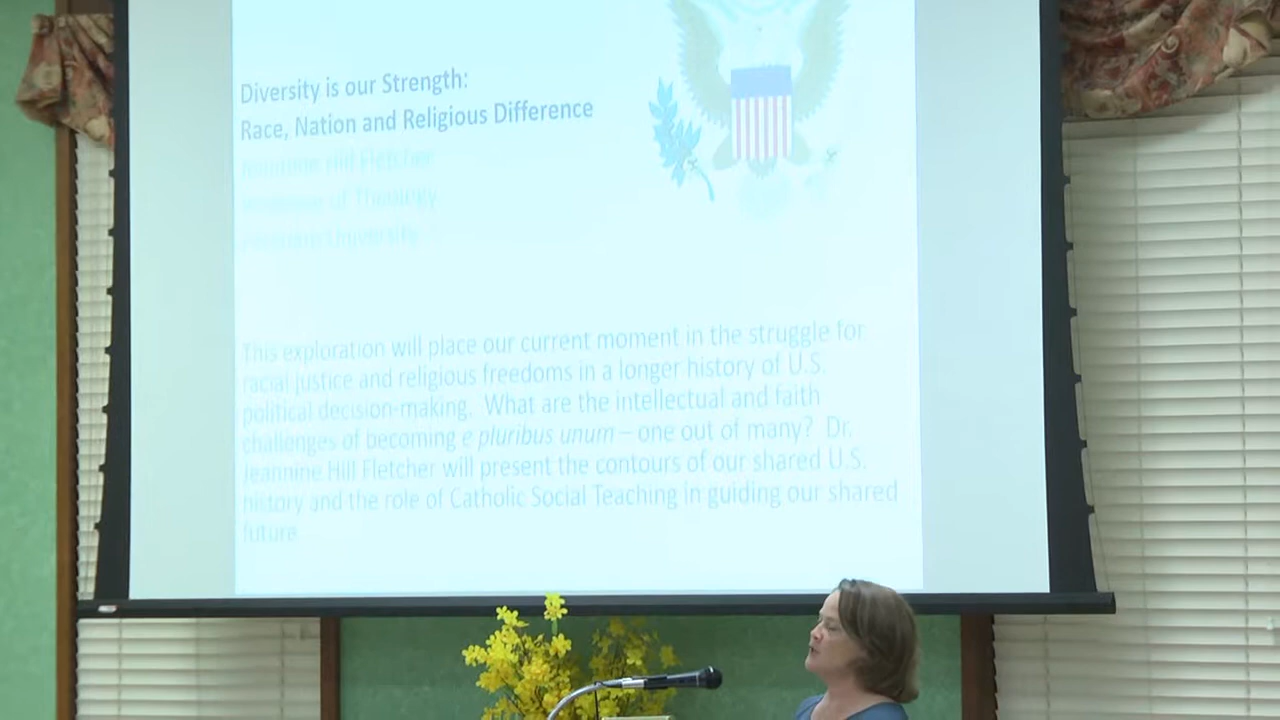 Diversity is our Strength:
Race, Nation and Religious Difference
Jeannine Hill Fletcher
Professor of Theology
Fordham University
This exploration will place our current moment in the struggle for
racial justice and religious freedoms in a longer history of U.S.
political decision-making. What are the intellectual and faith
challenges of becoming e pluribus unum – one out of many? Dr.
Jeannine Hill Fletcher will present the contours of our shared U.S.
history and the role of Catholic Social Teaching in guiding our shared
future